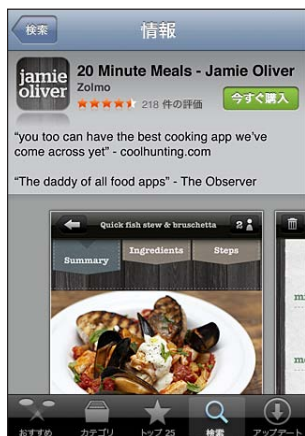 検索
情報
jamie
oliver
20 Minute Meals - Jamie Oliver
Zolmo
218 件の評価
今すぐ購入
“you too can have the best cooking app we've
come across yet” - coolhunting.com
“The daddy of all food apps” - The Observer
Quick fish stew & bruschetta
2
Summary
Ingredients
Steps
おすすめ
カテゴリ
トップ 25
検索
アップデート